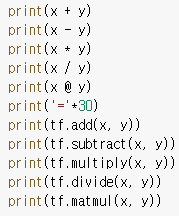 print(x + y)
print(x - y)
print(x * y)
print(x / y)
print(x @ y)
print('='*30)
print(tf.add(x, y))
print(tf.subtract(x, y))
print(tf.multiply(x, y))
print(tf.divide(x, y))
print(tf.matmul(x, y))